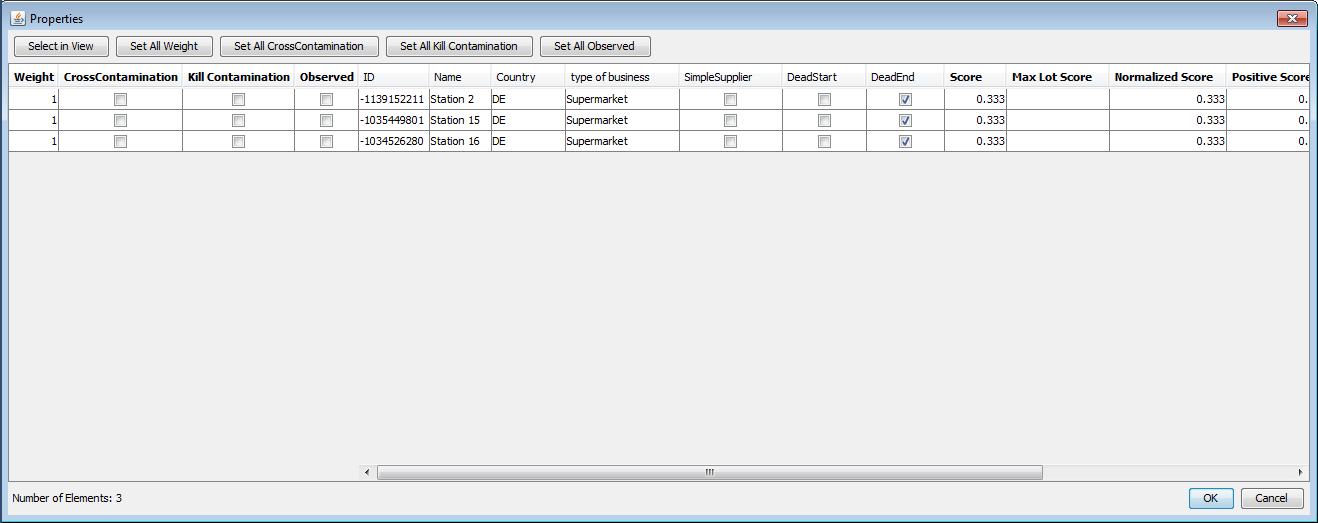 Properties
Select in View Set All Weight Set All CrossContamination Set All Kill Contamination Set All Observed
Weight CrossContamination Kill Contamination Observed ID Name Country type of business SimpleSupplier DeadStart DeadEnd Score Max Lot Score Normalized Score Positive Score
1 -1139152211 Station 2 DE Supermarket 0.333 0.333 0.
1 -1035449801 Station 15 DE Supermarket 0.333 0.333 0.
1 -1034526280 Station 16 DE Supermarket 0.333 0.333 0.
Number of Elements: 3 OK Cancel